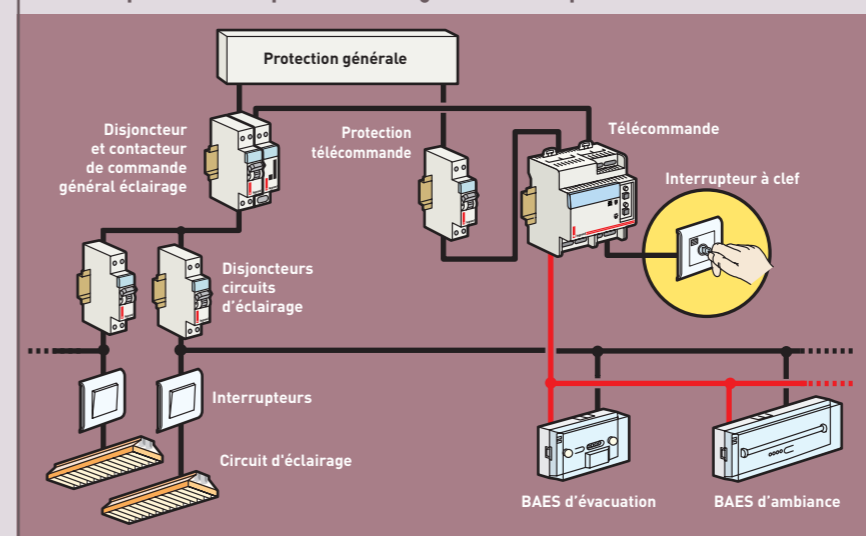 Protection générale
Disjoncteur
et contacteur
de commande
général éclairage
Protection
télécommande
Télécommande
Interrupteur à clef
Disjoncteurs
circuits
d'éclairage
Interrupteurs
Circuit d'éclairage
BAES d'évacuation
BAES d'ambiance